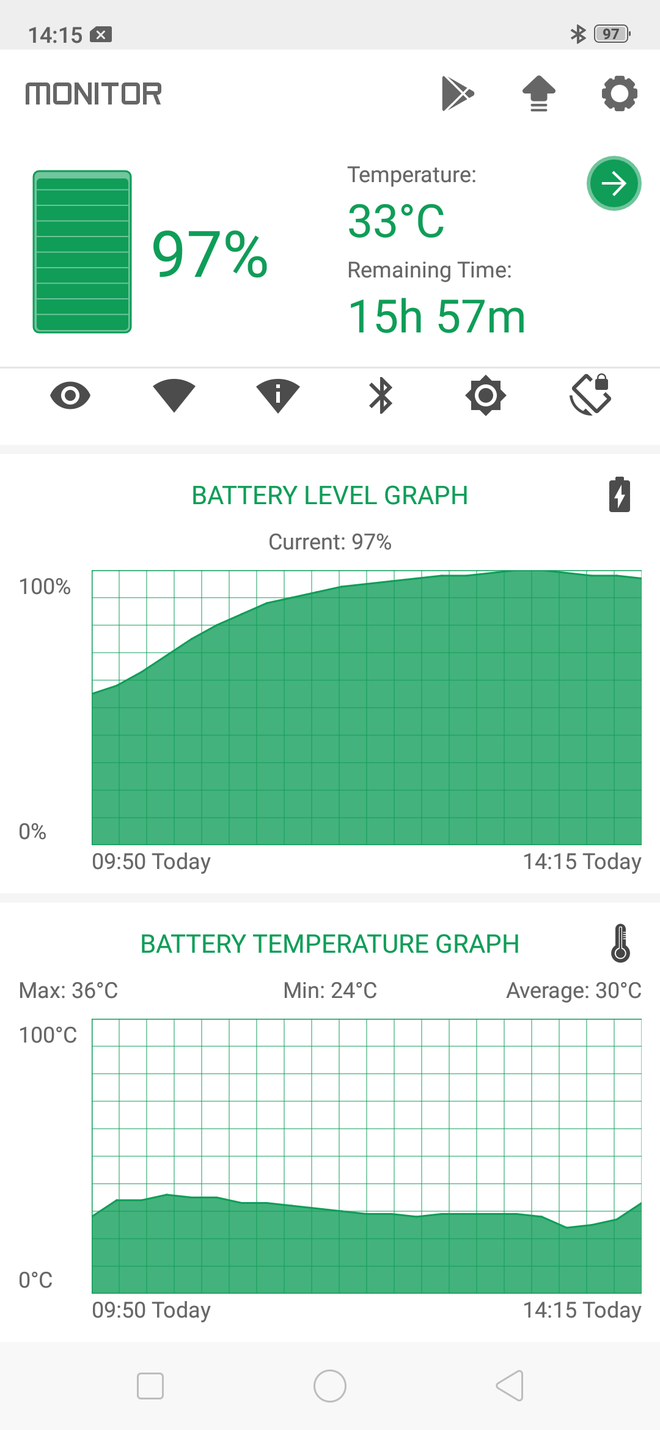 14:15
97
MONITOR
Temperature:
33°C
97%
Remaining Time:
15h 57m
BATTERY LEVEL GRAPH
Current: 97%
100%
0%
09:50 Today 14:15 Today
BATTERY TEMPERATURE GRAPH
Max: 36°C Min: 24°C Average: 30°C
100°C
0°C
09:50 Today 14:15 Today